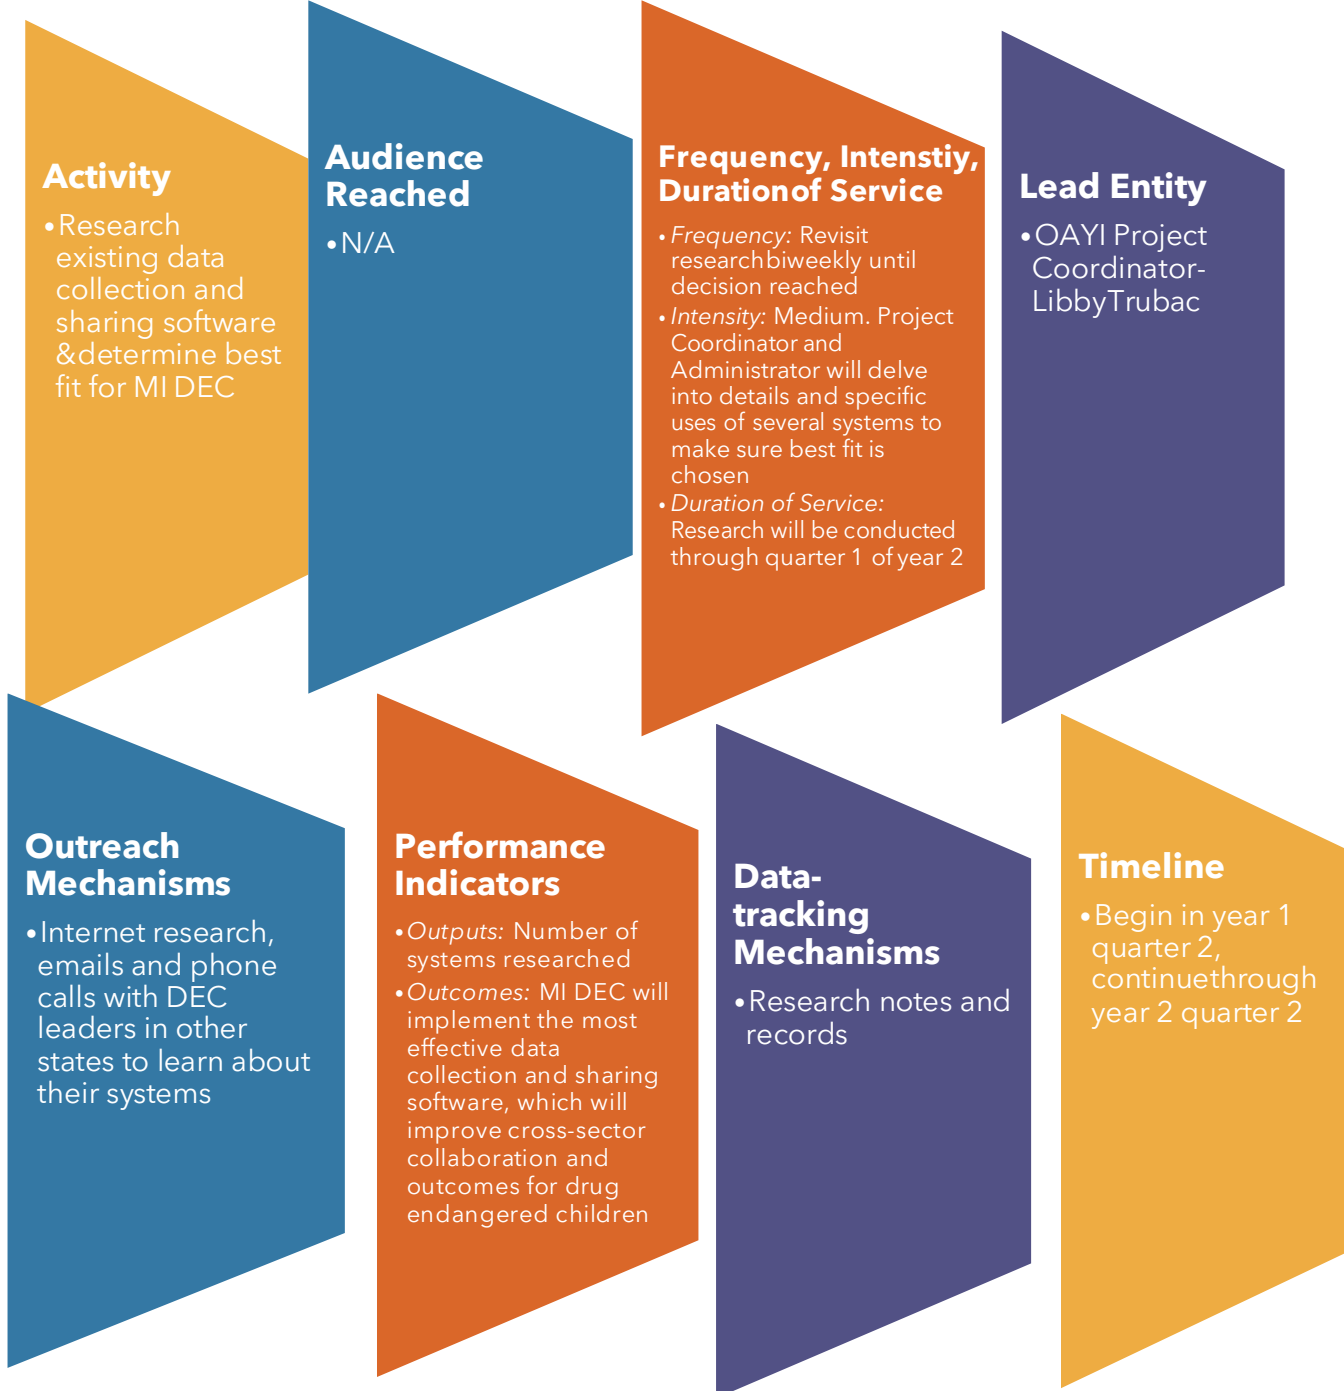 Activity
•Research
existing data
collection and
sharing software
&determine best
fit for MI DEC
Audience
Reached
•N/A
Frequency, Intenstiy,
Durationof Service
•Frequency: Revisit
researchbiweekly until
decision reached
•Intensity: Medium. Project
Coordinator and
Administrator will delve
into details and specific
uses of several systems to
make sure best fit is
chosen
•Duration of Service:
Research will be conducted
through quarter 1 of year 2
Lead Entity
•OAYI Project
Coordinator-
LibbyTrubac
Outreach
Mechanisms
•Internet research,
emails and phone
calls with DEC
leaders in other
states to learn about
their systems
Performance
Indicators
•Outputs: Number of
systems researched
•Outcomes: MI DEC will
implement the most
effective data
collection and sharing
software, which will
improve cross-sector
collaboration and
outcomes for drug
endangered children
Data-
tracking
Mechanisms
•Research notes and
records
Timeline
•Begin in year 1
quarter 2,
continuethrough
year 2 quarter 2